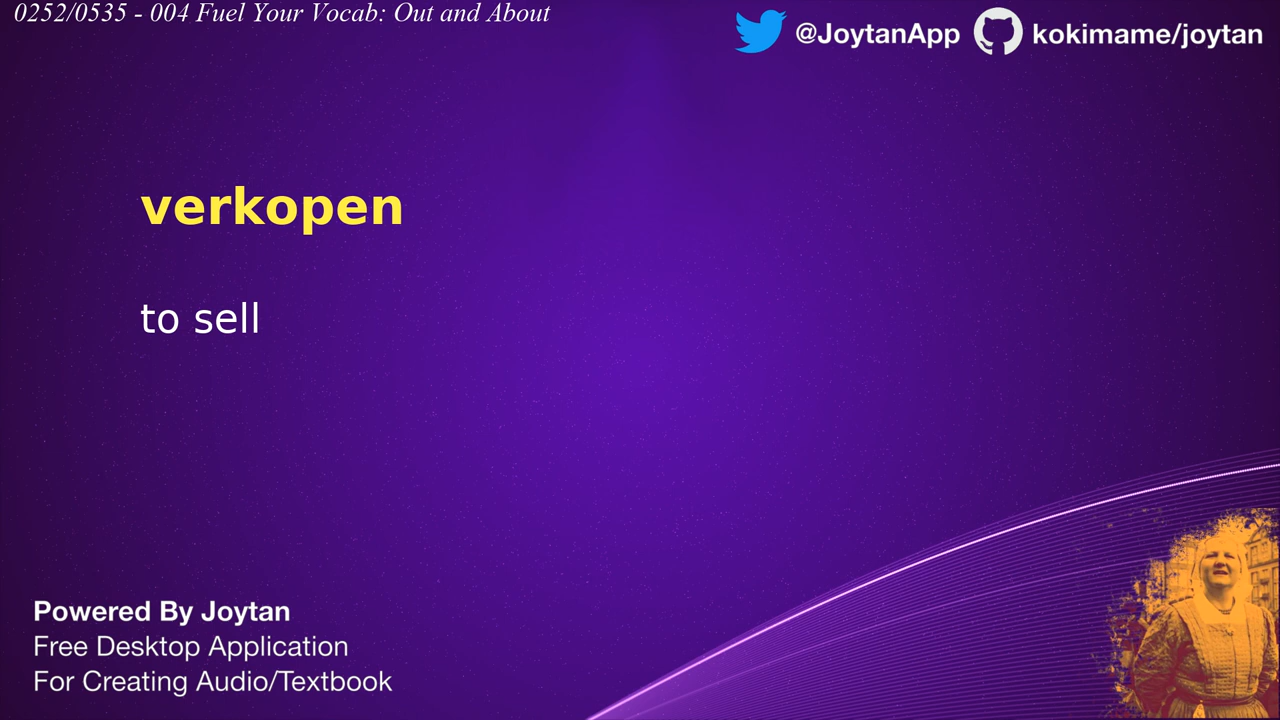 0252/0535 - 004 Fuel Your Vocab: Out and About
@JoytanApp
kokimame/joytan
verkopen
to sell
Powered By Joytan
Free Desktop Application
For Creating Audio/Textbook